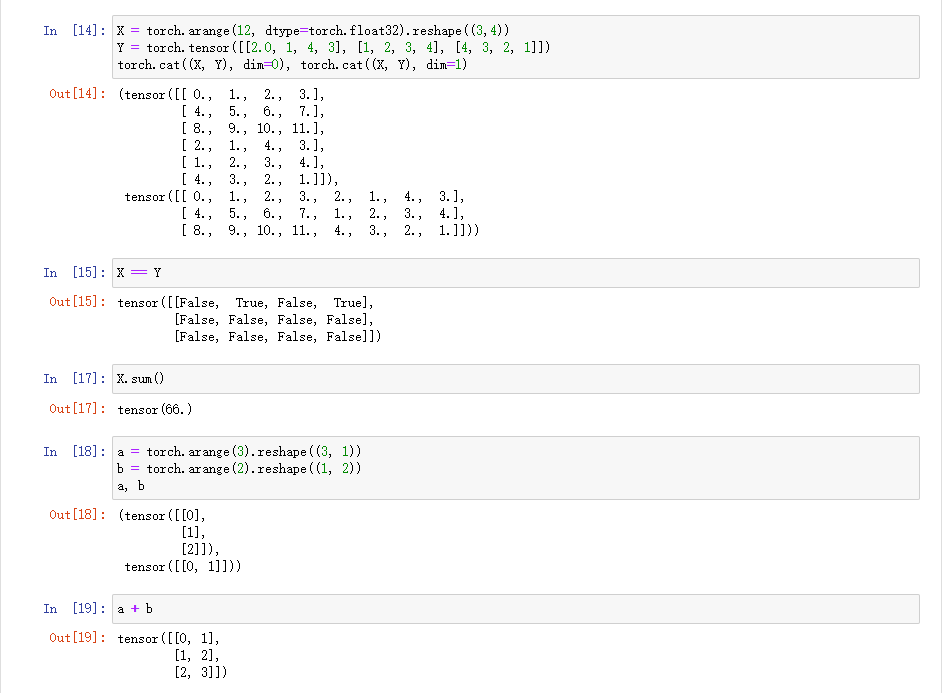 In [14]: X = torch.arange(12, dtype=torch.float32).reshape((3,4))
Y = torch.tensor([[2.0, 1, 4, 3], [1, 2, 3, 4], [4, 3, 2, 1]])
torch.cat((X, Y), dim=0), torch.cat((X, Y), dim=1)
Out[14]: (tensor([[ 0., 1., 2., 3.],
[ 4., 5., 6., 7.],
[ 8., 9., 10., 11.],
[ 2., 1., 4., 3.],
[ 1., 2., 3., 4.],
[ 4., 3., 2., 1.]]),
tensor([[ 0., 1., 2., 3., 2., 1., 4., 3.],
[ 4., 5., 6., 7., 1., 2., 3., 4.],
[ 8., 9., 10., 11., 4., 3., 2., 1.]]))
In [15]: X == Y
Out[15]: tensor([[False, True, False, True],
[False, False, False, False],
[False, False, False, False]])
In [17]: X.sum()
Out[17]: tensor(66.)
In [18]: a = torch.arange(3).reshape((3, 1))
b = torch.arange(2).reshape((1, 2))
a, b
Out[18]: (tensor([[0],
[1],
[2]]),
tensor([[0, 1]]))
In [19]: a + b
Out[19]: tensor([[0, 1],
[1, 2],
[2, 3]])